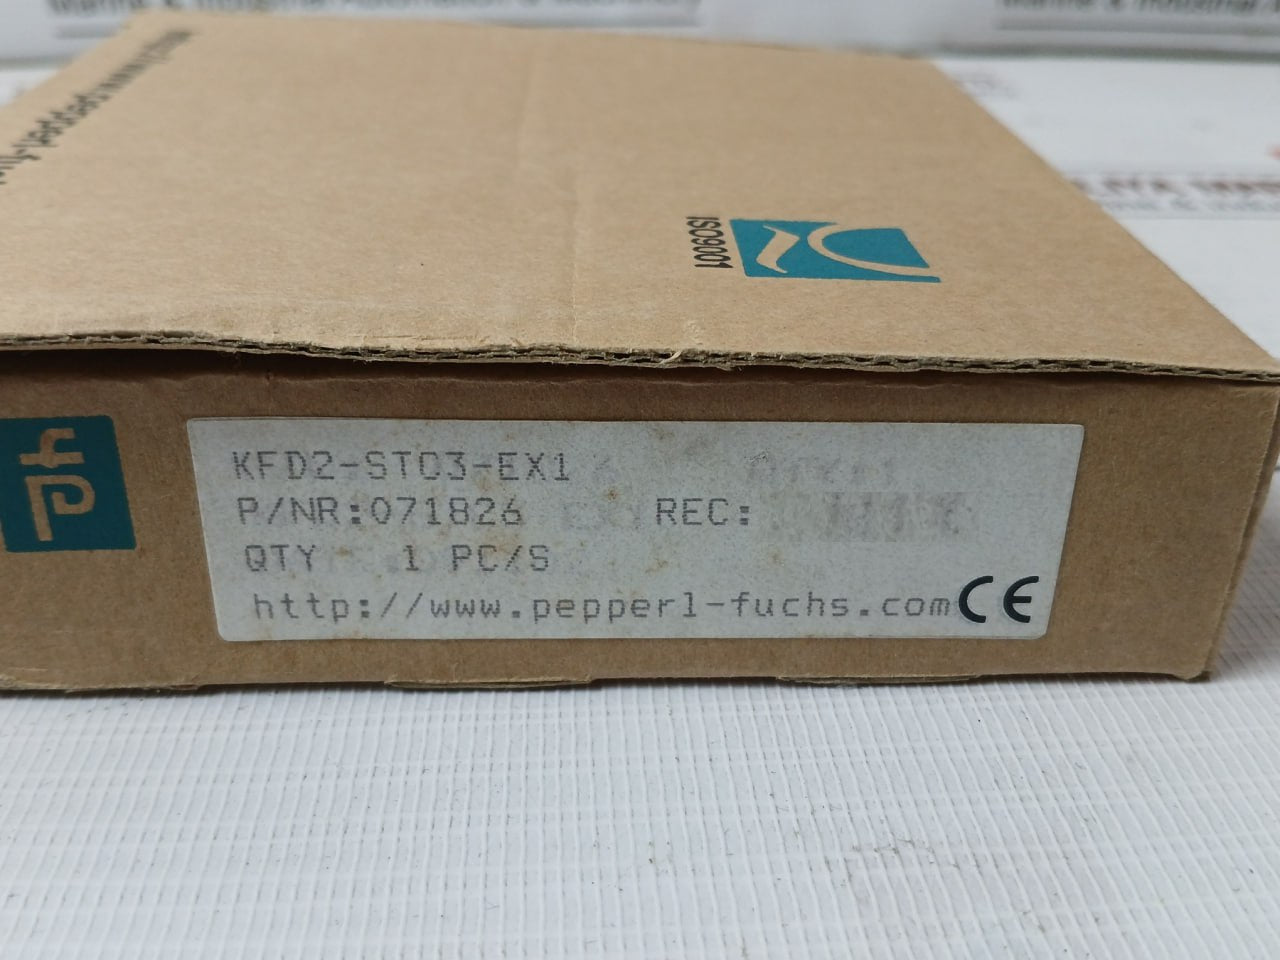 ISO9001
KFD2-STC3-EX1
P/NR:071826 REC:
QTY 1 PC/S
http://www.pepperl-fuchs.com CE